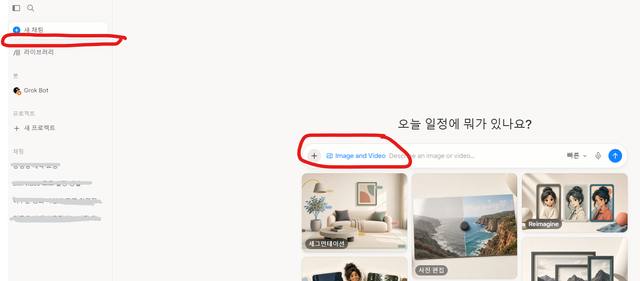 새 채팅
라이브러리
봇
Grok Bot
프로젝트
새 프로젝트
채팅
오늘 일정에 뭐가 있나요?
Image and Video Describe an image or video... 빠른
세그먼테이션
사진 편집
Reimagine